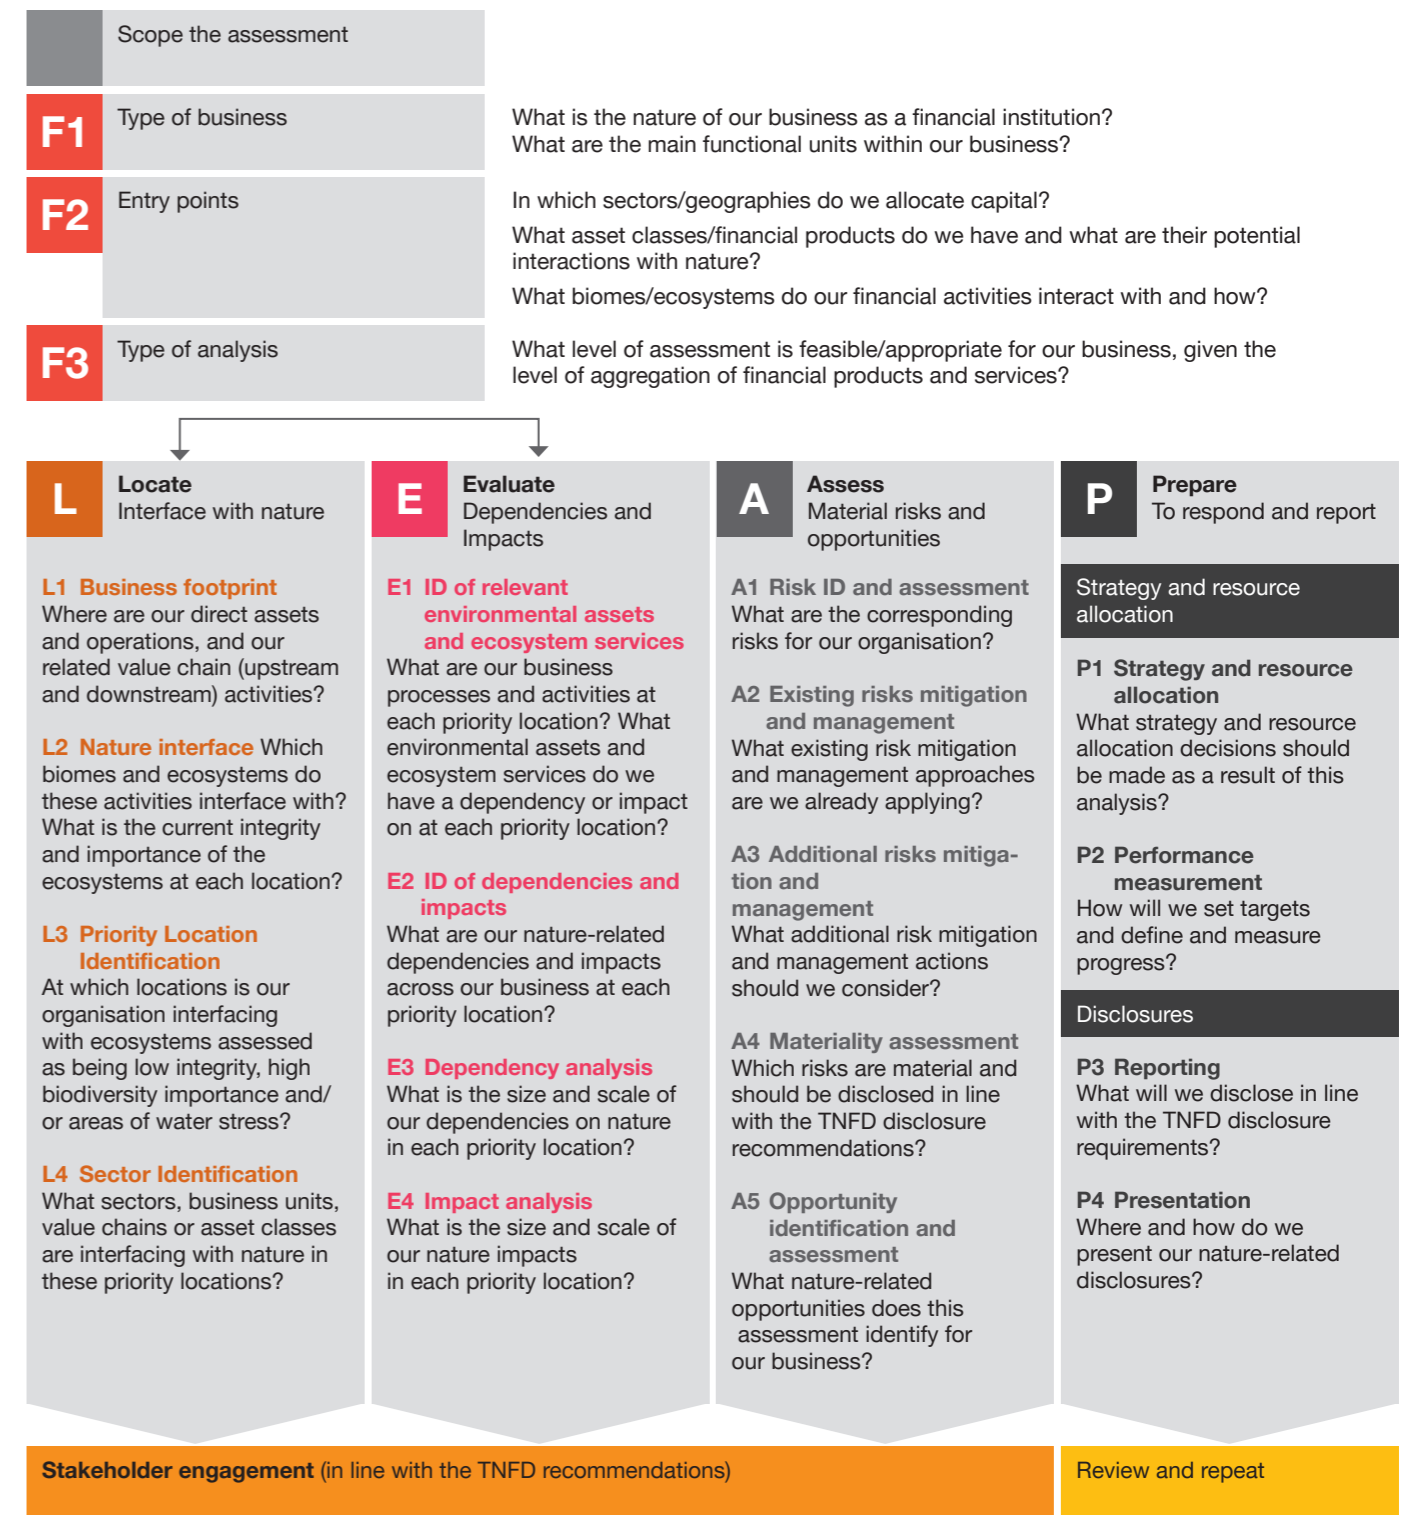 Scope the assessment
F1
Type of business
What is the nature of our business as a financial institution?
What are the main functional units within our business?
F2
Entry points
In which sectors/geographies do we allocate capital?
What asset classes/financial products do we have and what are their potential
interactions with nature?
What biomes/ecosystems do our financial activities interact with and how?
F3
Type of analysis
What level of assessment is feasible/appropriate for our business, given the
level of aggregation of financial products and services?
L
Locate
Interface with nature
L1 Business footprint
Where are our direct assets
and operations, and our
related value chain (upstream
and downstream) activities?
L2 Nature interface Which
biomes and ecosystems do
these activities interface with?
What is the current integrity
and importance of the
ecosystems at each location?
L3 Priority Location
Identification
At which locations is our
organisation interfacing
with ecosystems assessed
as being low integrity, high
biodiversity importance and/
or areas of water stress?
L4 Sector Identification
What sectors, business units,
value chains or asset classes
are interfacing with nature in
these priority locations?
E
Evaluate
Dependencies and
Impacts
E1 ID of relevant
environmental assets
and ecosystem services
What are our business
processes and activities at
each priority location? What
environmental assets and
ecosystem services do we
have a dependency or impact
on at each priority location?
E2 ID of dependencies and
impacts
What are our nature-related
dependencies and impacts
across our business at each
priority location?
E3 Dependency analysis
What is the size and scale of
our dependencies on nature
in each priority location?
E4 Impact analysis
What is the size and scale of
our nature impacts
in each priority location?
A
Assess
Material risks and
opportunities
A1 Risk ID and assessment
What are the corresponding
risks for our organisation?
A2 Existing risks mitigation
and management
What existing risk mitigation
and management approaches
are we already applying?
A3 Additional risks mitiga-
tion and
management
What additional risk mitigation
and management actions
should we consider?
A4 Materiality assessment
Which risks are material and
should be disclosed in line
with the TNFD disclosure
recommendations?
A5 Opportunity
identification and
assessment
What nature-related
opportunities does this
assessment identify for
our business?
P
Prepare
To respond and report
Strategy and resource
allocation
P1 Strategy and resource
allocation
What strategy and resource
allocation decisions should
be made as a result of this
analysis?
P2 Performance
measurement
How will we set targets
and define and measure
progress?
Disclosures
P3 Reporting
What will we disclose in line
with the TNFD disclosure
requirements?
P4 Presentation
Where and how do we
present our nature-related
disclosures?
Stakeholder engagement (in line with the TNFD recommendations)
Review and repeat